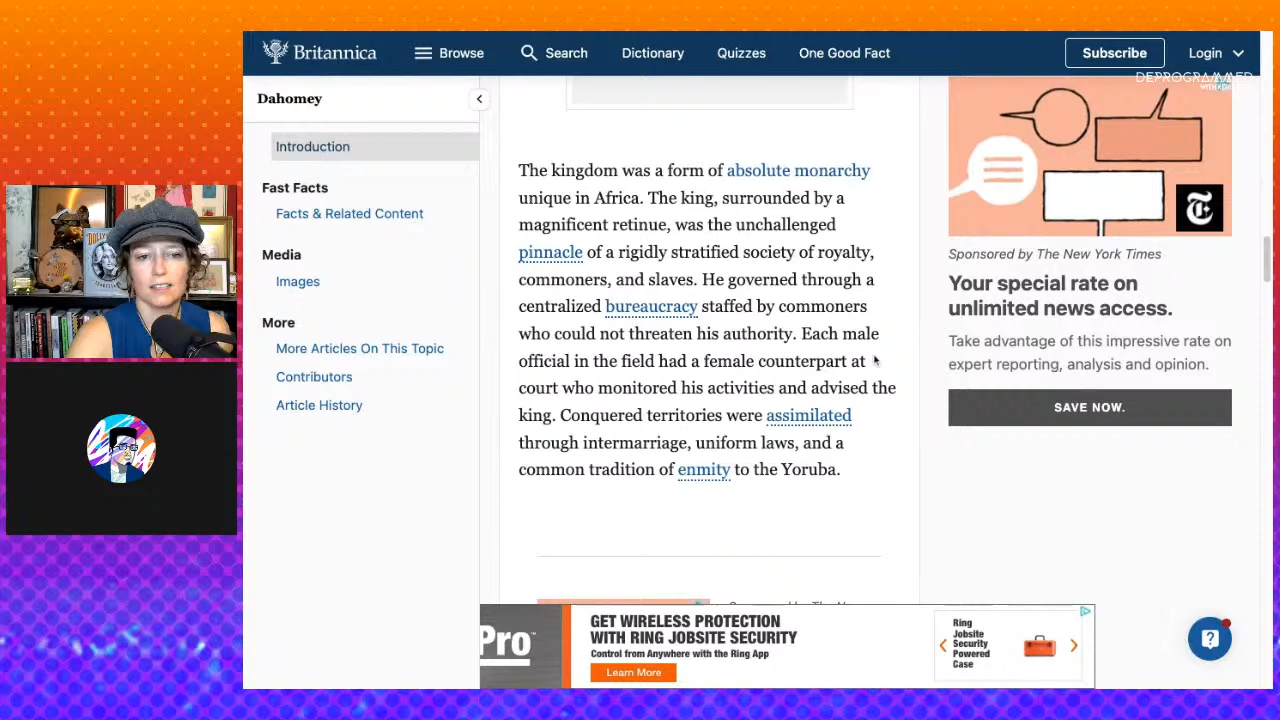 Britannica
Browse
Search
Dictionary
Quizzes
One Good Fact
Subscribe
Login
DEPROGRAMMED
Dahomey
Introduction
Fast Facts
Facts & Related Content
Media
Images
More
More Articles On This Topic
Contributors
Article History
The kingdom was a form of absolute monarchy
unique in Africa. The king, surrounded by a
magnificent retinue, was the unchallenged
pinnacle of a rigidly stratified society of royalty,
commoners, and slaves. He governed through a
centralized bureaucracy staffed by commoners
who could not threaten his authority. Each male
official in the field had a female counterpart at
court who monitored his activities and advised the
king. Conquered territories were assimilated
through intermarriage, uniform laws, and a
common tradition of enmity to the Yoruba.
Sponsored by The New York Times
Your special rate on
unlimited news access.
Take advantage of this impressive rate on
expert reporting, analysis and opinion.
SAVE NOW.
Pro™
GET WIRELESS PROTECTION
WITH RING JOBSITE SECURITY
Control from Anywhere with the Ring App
Learn More
Ring
Jobsite
Security
Powered
Case
DOLLY